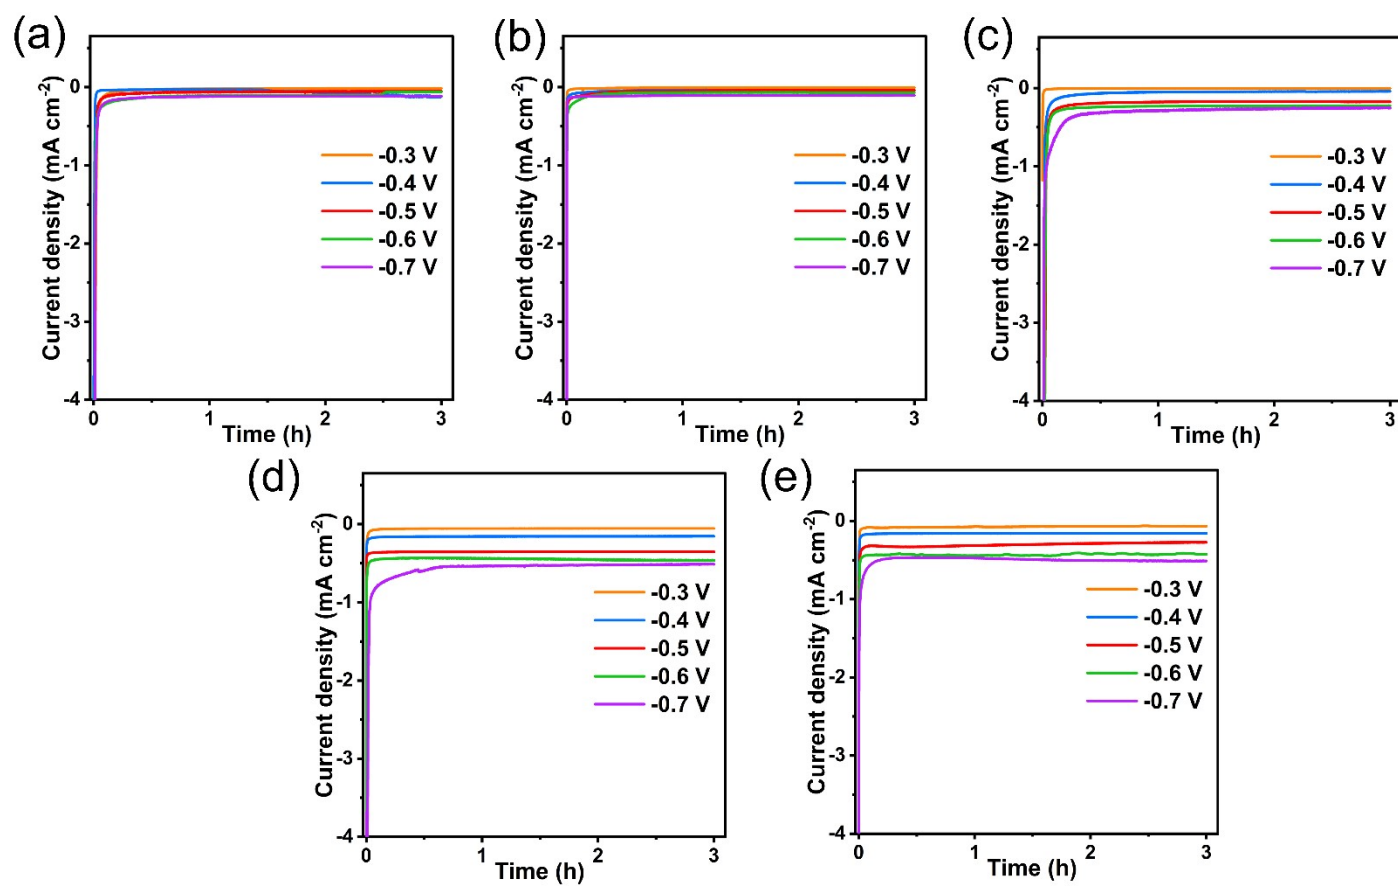 (a)
Current density (mA cm⁻²)
0
-1
-2
-3
-4
-0.3 V
-0.4 V
-0.5 V
-0.6 V
-0.7 V
0 1 2 3
Time (h)
(b)
Current density (mA cm⁻²)
0
-1
-2
-3
-4
-0.3 V
-0.4 V
-0.5 V
-0.6 V
-0.7 V
0 1 2 3
Time (h)
(c)
Current density (mA cm⁻²)
0
-1
-2
-3
-4
-0.3 V
-0.4 V
-0.5 V
-0.6 V
-0.7 V
0 1 2 3
Time (h)
(d)
Current density (mA cm⁻²)
0
-1
-2
-3
-4
-0.3 V
-0.4 V
-0.5 V
-0.6 V
-0.7 V
0 1 2 3
Time (h)
(e)
Current density (mA cm⁻²)
0
-1
-2
-3
-4
-0.3 V
-0.4 V
-0.5 V
-0.6 V
-0.7 V
0 1 2 3
Time (h)